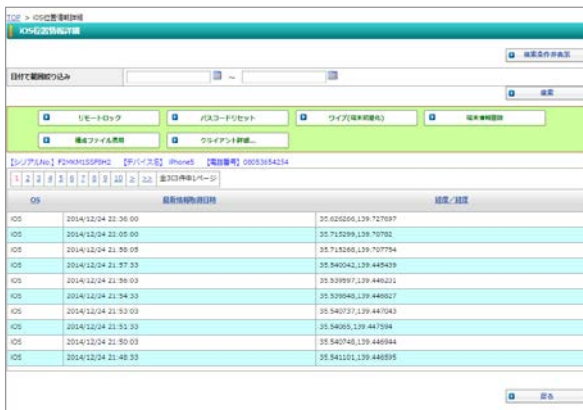 TOP > iOS位置情報詳細
iOS位置情報詳細
検索条件非表示
日付で範囲絞り込み ～
検索
リモートロック パスコードリセット ワイプ(端末初期化) 端末情報取得
構成ファイル適用 クライアント詳細...
【シリアルNo.】 【デバイス名】 iPhone5 【電話番号】 08053654254
1 2 3 4 5 6 7 8 9 10 > >> 全303件中1ページ
OS 最新情報取得日時 緯度／経度
iOS 2014/12/24 22:36:00 35.626266,139.727697
iOS 2014/12/24 22:05:00 35.715299,139.70782
iOS 2014/12/24 21:58:05 35.715268,139.707754
iOS 2014/12/24 21:57:33 35.540042,139.445439
iOS 2014/12/24 21:56:03 35.539597,139.446231
iOS 2014/12/24 21:54:33 35.539848,139.446827
iOS 2014/12/24 21:53:03 35.540737,139.447043
iOS 2014/12/24 21:51:33 35.54065,139.447594
iOS 2014/12/24 21:50:03 35.540748,139.446944
iOS 2014/12/24 21:48:33 35.541101,139.446595
戻る